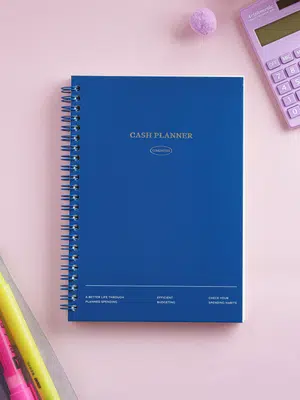 CASH PLANNER
A BETTER LIFE THROUGH
PLANNED SPENDING
EFFICIENT
BUDGETING
CHECK YOUR
SPENDING HABITS